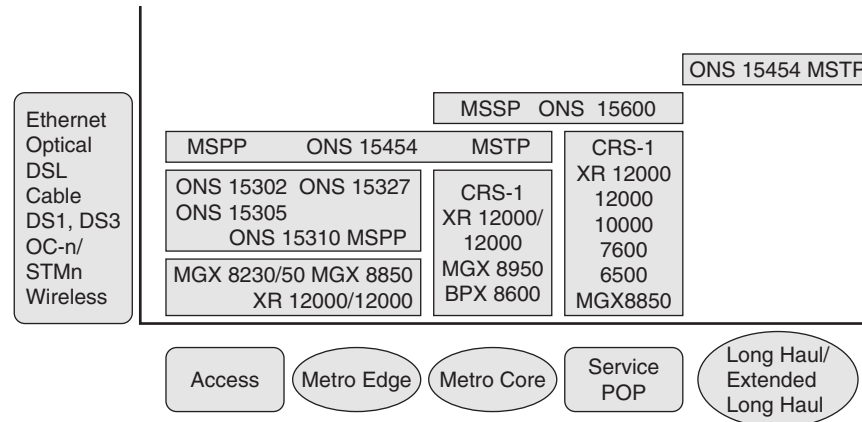 ONS 15454 MSTP
MSSP ONS 15600
Ethernet
Optical
DSL
Cable
DS1, DS3
OC-n/
STMn
Wireless
MSPP ONS 15454 MSTP
ONS 15302 ONS 15327
ONS 15305
ONS 15310 MSPP
MGX 8230/50 MGX 8850
XR 12000/12000
CRS-1
XR 12000/
12000
MGX 8950
BPX 8600
CRS-1
XR 12000
12000
10000
7600
6500
MGX8850
Access
Metro Edge
Metro Core
Service
POP
Long Haul/
Extended
Long Haul